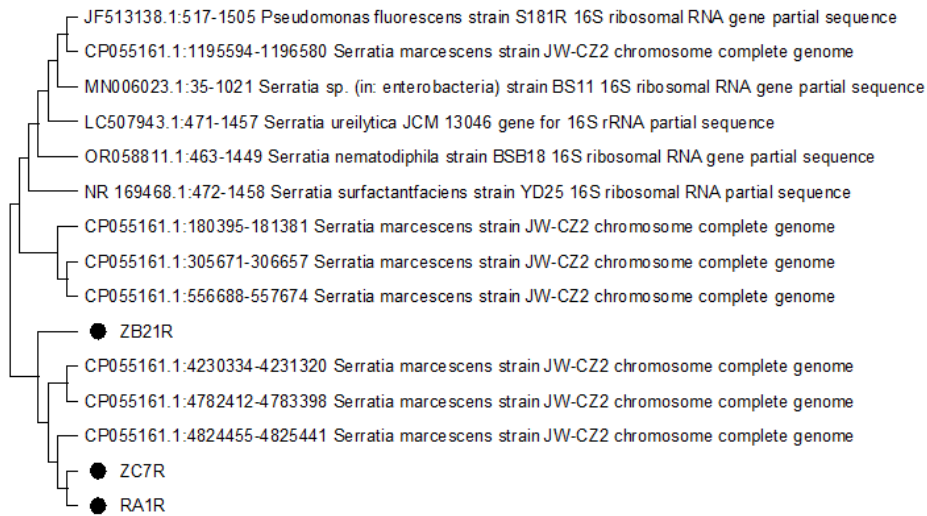 JF513138.1:517-1505 Pseudomonas fluorescens strain S181R 16S ribosomal RNA gene partial sequence
CP055161.1:1195594-1196580 Serratia marcescens strain JW-CZ2 chromosome complete genome
MN006023.1:35-1021 Serratia sp. (in: enterobacteria) strain BS11 16S ribosomal RNA gene partial sequence
LC507943.1:471-1457 Serratia ureilytica JCM 13046 gene for 16S rRNA partial sequence
OR058811.1:463-1449 Serratia nematodiphila strain BSB18 16S ribosomal RNA gene partial sequence
NR 169468.1:472-1458 Serratia surfactantfaciens strain YD25 16S ribosomal RNA partial sequence
CP055161.1:180395-181381 Serratia marcescens strain JW-CZ2 chromosome complete genome
CP055161.1:305671-306657 Serratia marcescens strain JW-CZ2 chromosome complete genome
CP055161.1:556688-557674 Serratia marcescens strain JW-CZ2 chromosome complete genome
ZB21R
CP055161.1:4230334-4231320 Serratia marcescens strain JW-CZ2 chromosome complete genome
CP055161.1:4782412-4783398 Serratia marcescens strain JW-CZ2 chromosome complete genome
CP055161.1:4824455-4825441 Serratia marcescens strain JW-CZ2 chromosome complete genome
ZC7R
RA1R